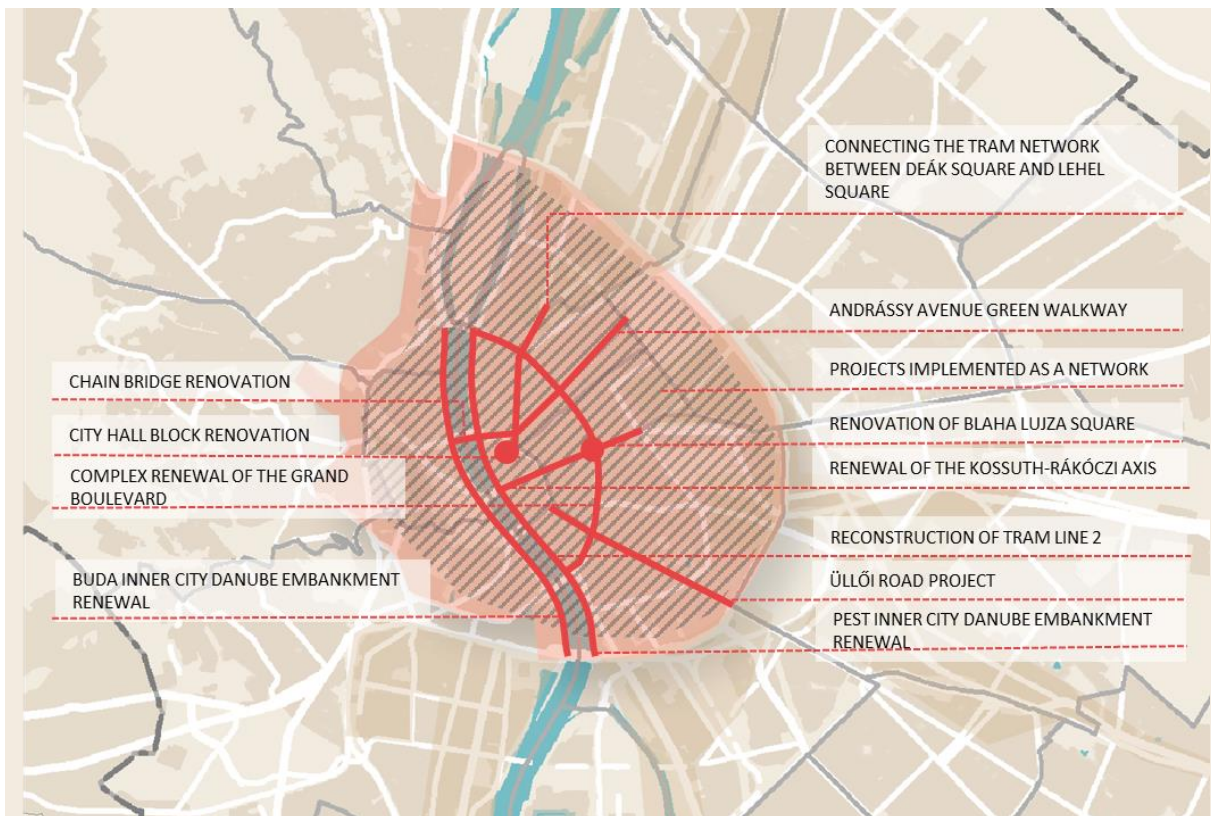 CONNECTING THE TRAM NETWORK
BETWEEN DEÁK SQUARE AND LEHEL
SQUARE
ANDRÁSSY AVENUE GREEN WALKWAY
PROJECTS IMPLEMENTED AS A NETWORK
RENOVATION OF BLAHA LUJZA SQUARE
RENEWAL OF THE KOSSUTH-RÁKÓCZI AXIS
RECONSTRUCTION OF TRAM LINE 2
ÜLLŐI ROAD PROJECT
PEST INNER CITY DANUBE EMBANKMENT
RENEWAL
CHAIN BRIDGE RENOVATION
CITY HALL BLOCK RENOVATION
COMPLEX RENEWAL OF THE GRAND
BOULEVARD
BUDA INNER CITY DANUBE EMBANKMENT
RENEWAL